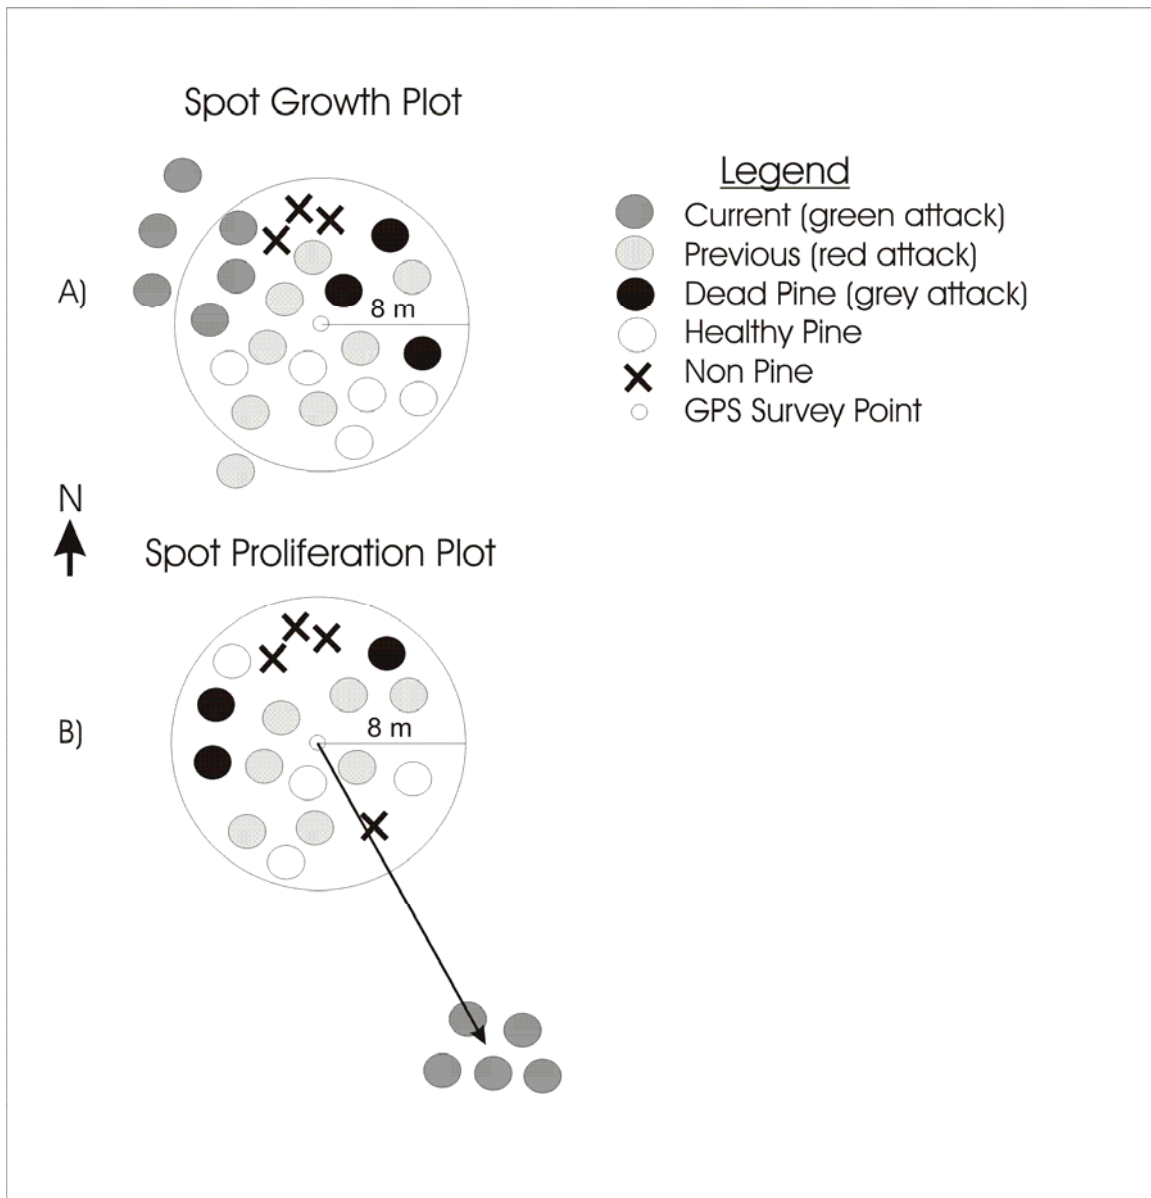 Spot Growth Plot
A)
8 m
Legend
Current (green attack)
Previous (red attack)
Dead Pine (grey attack)
Healthy Pine
Non Pine
GPS Survey Point
N
Spot Proliferation Plot
B)
8 m